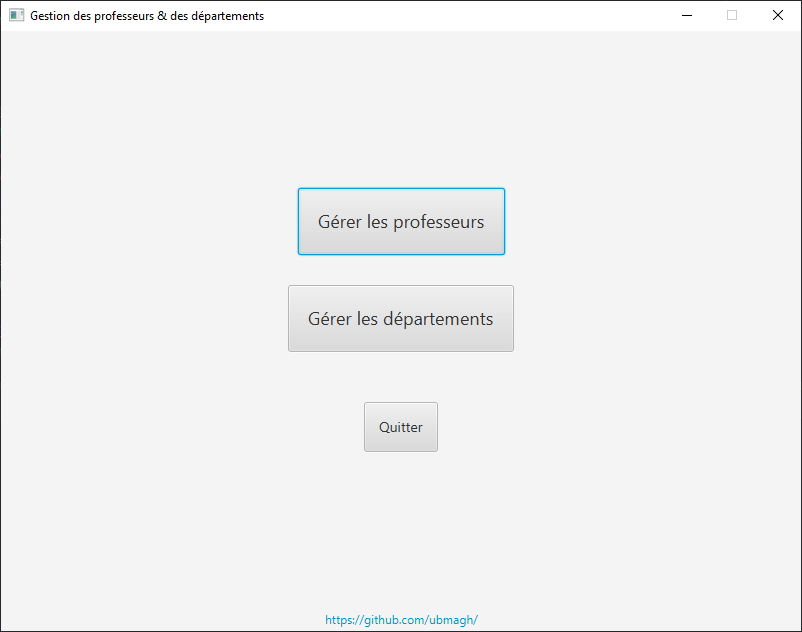 Gestion des professeurs & des départements
Gérer les professeurs
Gérer les départements
Quitter
https://github.com/ubmagh/